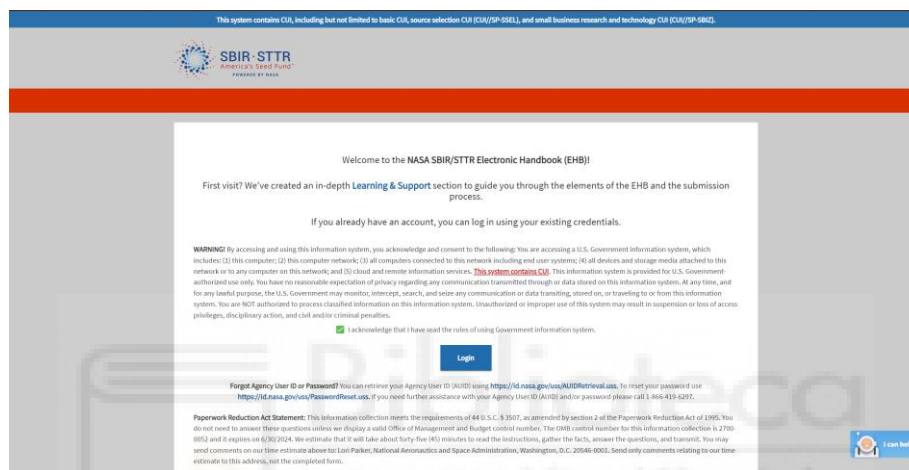 This system contains CUI, including but not limited to basic CUI, source selection CUI (CUI//SP-SSEL), and small business research and technology CUI (CUI//SP-SBIZ).
SBIR·STTR
America's Seed Fund™
POWERED BY NASA
Welcome to the NASA SBIR/STTR Electronic Handbook (EHB)!
First visit? We've created an in-depth Learning & Support section to guide you through the elements of the EHB and the submission
process.
If you already have an account, you can log in using your existing credentials.
WARNING! By accessing and using this information system, you acknowledge and consent to the following: You are accessing a U.S. Government information system, which
includes: (1) this computer; (2) this computer network; (3) all computers connected to this network including end user systems; (4) all devices and storage media attached to this
network or to any computer on this network; and (5) cloud and remote information services. This system contains CUI. This information system is provided for U.S. Government-
authorized use only. You have no reasonable expectation of privacy regarding any communication transmitted through or data stored on this information system. At any time, and
for any lawful purpose, the U.S. Government may monitor, intercept, search, and seize any communication or data transiting, stored on, or traveling to or from this information
system. You are NOT authorized to process classified information on this information system. Unauthorized or improper use of this system may result in suspension or loss of access
privileges, disciplinary action, and civil and/or criminal penalties.
I acknowledge that I have read the roles of using Government information system.
Login
Forgot Agency User ID or Password? You can retrieve your Agency User ID (AUID) using https://id.nasa.gov/uss/AUIDRetrieval.uss. To reset your password use
https://id.nasa.gov/uss/PasswordReset.uss. If you need further assistance with your Agency User ID (AUID) and/or password please call 1-866-419-6297.
Paperwork Reduction Act Statement: This information collection meets the requirements of 44 U.S.C. § 3507, as amended by section 2 of the Paperwork Reduction Act of 1995. You
do not need to answer these questions unless we display a valid Office of Management and Budget control number. The OMB control number for this information collection is 2700-
0052 and it expires on 6/30/2024. We estimate that it will take about forty-five (45) minutes to read the instructions, gather the facts, answer the questions, and transmit. You may
send comments on our time estimate above to: Lori Parker, National Aeronautics and Space Administration, Washington, D.C. 20546-0001. Send only comments relating to our time
estimate to this address, not the completed form.
I can hel
Biblioteca